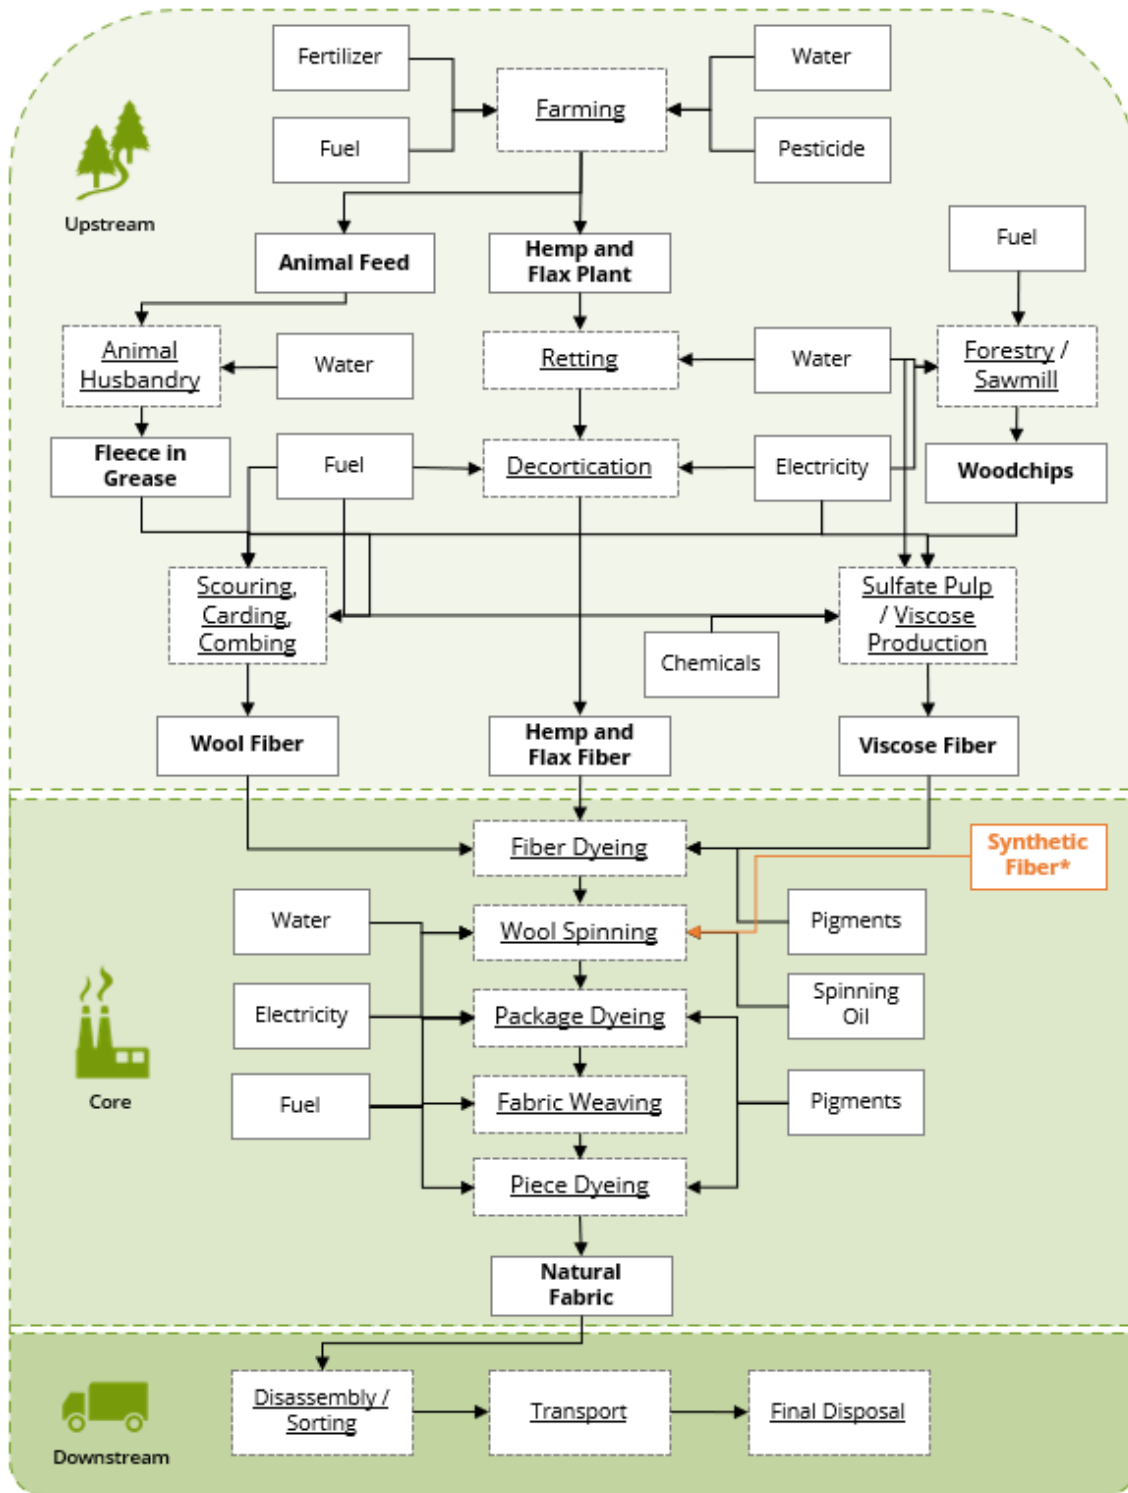 Fertilizer
Water
Farming
Fuel
Pesticide
Upstream
Animal Feed
Hemp and
Flax Plant
Fuel
Animal
Husbandry
Water
Retting
Water
Forestry /
Sawmill
Fleece in
Grease
Fuel
Decortication
Electricity
Woodchips
Scouring,
Carding,
Combing
Sulfate Pulp
/ Viscose
Production
Chemicals
Wool Fiber
Hemp and
Flax Fiber
Viscose Fiber
Fiber Dyeing
Synthetic
Fiber*
Water
Wool Spinning
Pigments
Electricity
Package Dyeing
Spinning
Oil
Core
Fuel
Fabric Weaving
Pigments
Piece Dyeing
Natural
Fabric
Disassembly /
Sorting
Transport
Final Disposal
Downstream